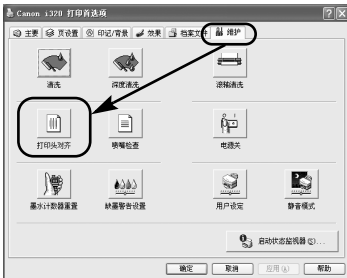 Canon i320 打印首选项
主要 页设置 印记/背景 效果 档案文件 维护
清洗 深度清洗 滚筒清洗
打印头对齐 喷嘴检查 电源关
墨水计数器重置 缺墨警告设置 用户设定 静音模式
启动状态监视器(S)...
确定 取消 应用(A) 帮助